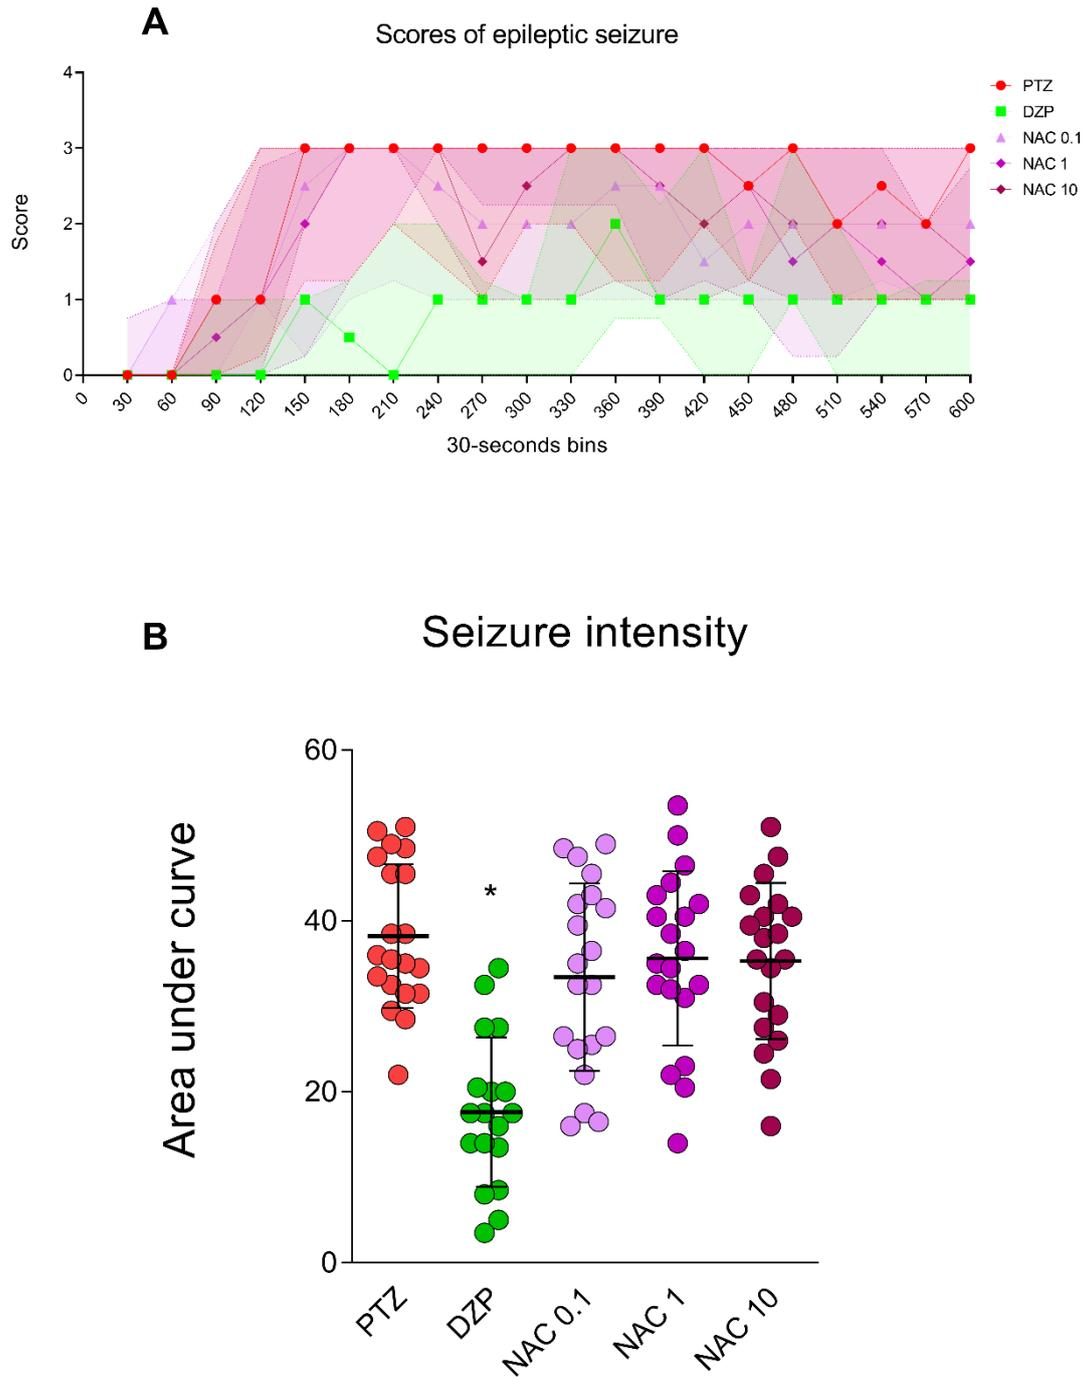 A
Scores of epileptic seizure
4
3
2
1
0
Score
0 30 60 90 120 150 180 210 240 270 300 330 360 390 420 450 480 510 540 570 600
30-seconds bins
PTZ
DZP
NAC 0.1
NAC 1
NAC 10
B
Seizure intensity
60
40
20
0
Area under curve
*
PTZ DZP NAC 0.1 NAC 1 NAC 10